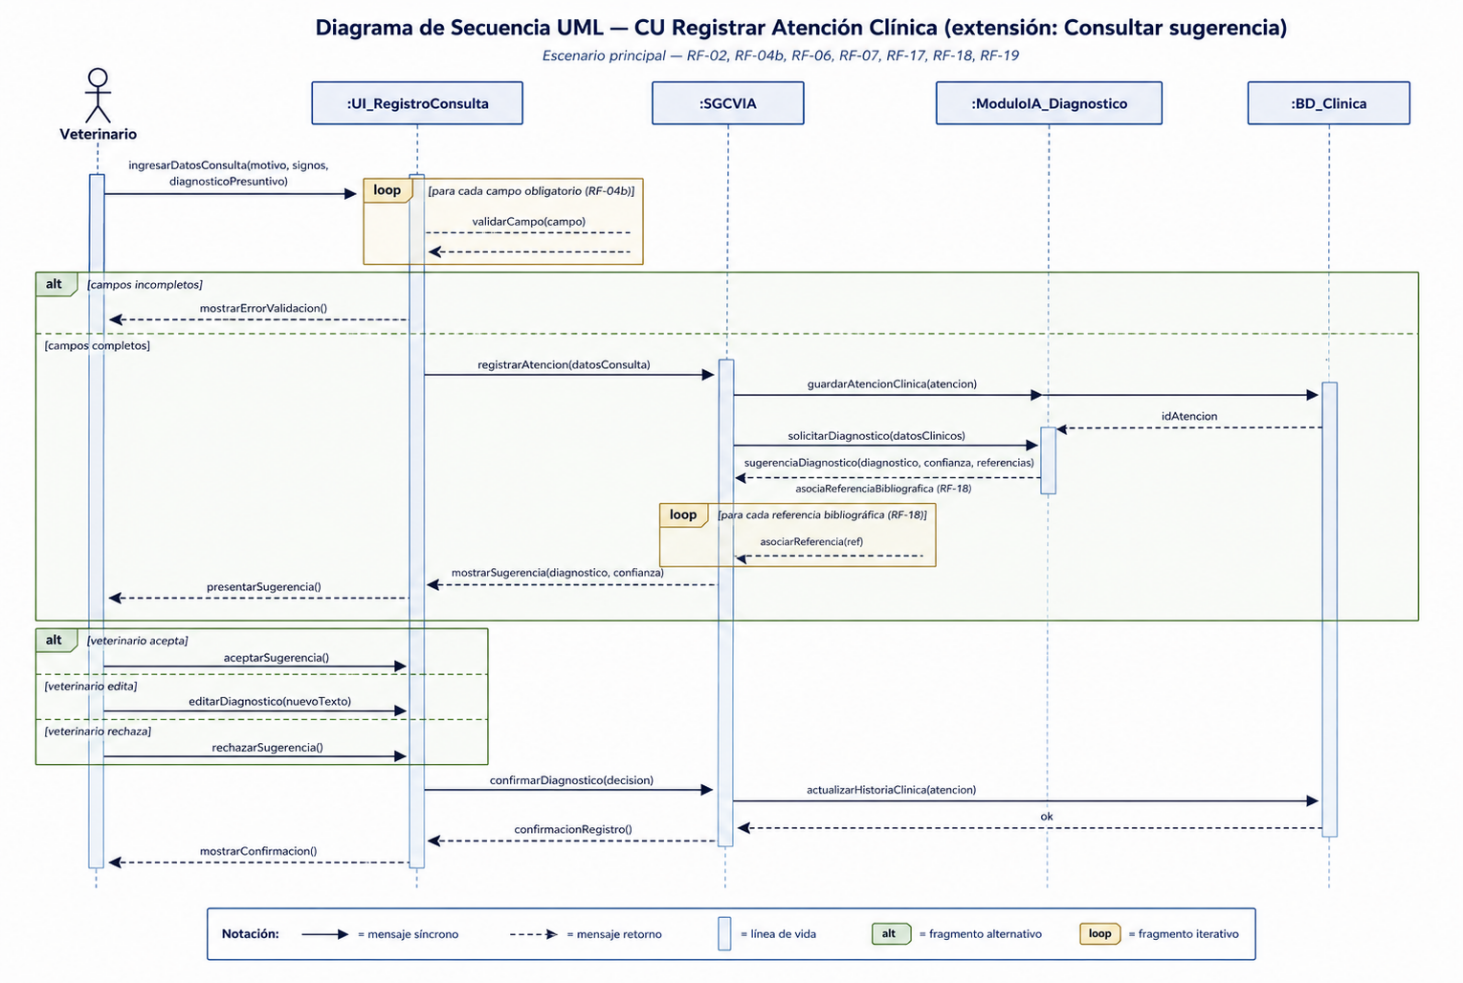 Diagrama de Secuencia UML — CU Registrar Atención Clínica (extensión: Consultar sugerencia)
Escenario principal — RF-02, RF-04b, RF-06, RF-07, RF-17, RF-18, RF-19
Veterinario
:UI_RegistroConsulta
:SGCVIA
:ModuloIA_Diagnostico
:BD_Clinica
ingresarDatosConsulta(motivo, signos,
diagnosticoPresuntivo)
loop
[para cada campo obligatorio (RF-04b)]
validarCampo(campo)
alt
[campos incompletos]
mostrarErrorValidacion()
[campos completos]
registrarAtencion(datosConsulta)
guardarAtencionClinica(atencion)
idAtencion
solicitarDiagnostico(datosClinicos)
sugerenciaDiagnostico(diagnostico, confianza, referencias)
asociaReferenciaBibliografica (RF-18)
loop
[para cada referencia bibliográfica (RF-18)]
asociarReferencia(ref)
mostrarSugerencia(diagnostico, confianza)
presentarSugerencia()
alt
[veterinario acepta]
aceptarSugerencia()
[veterinario edita]
editarDiagnostico(nuevoTexto)
[veterinario rechaza]
rechazarSugerencia()
confirmarDiagnostico(decision)
actualizarHistoriaClinica(atencion)
ok
confirmacionRegistro()
mostrarConfirmacion()
Notación:
= mensaje síncrono
= mensaje retorno
= línea de vida
alt
= fragmento alternativo
loop
= fragmento iterativo